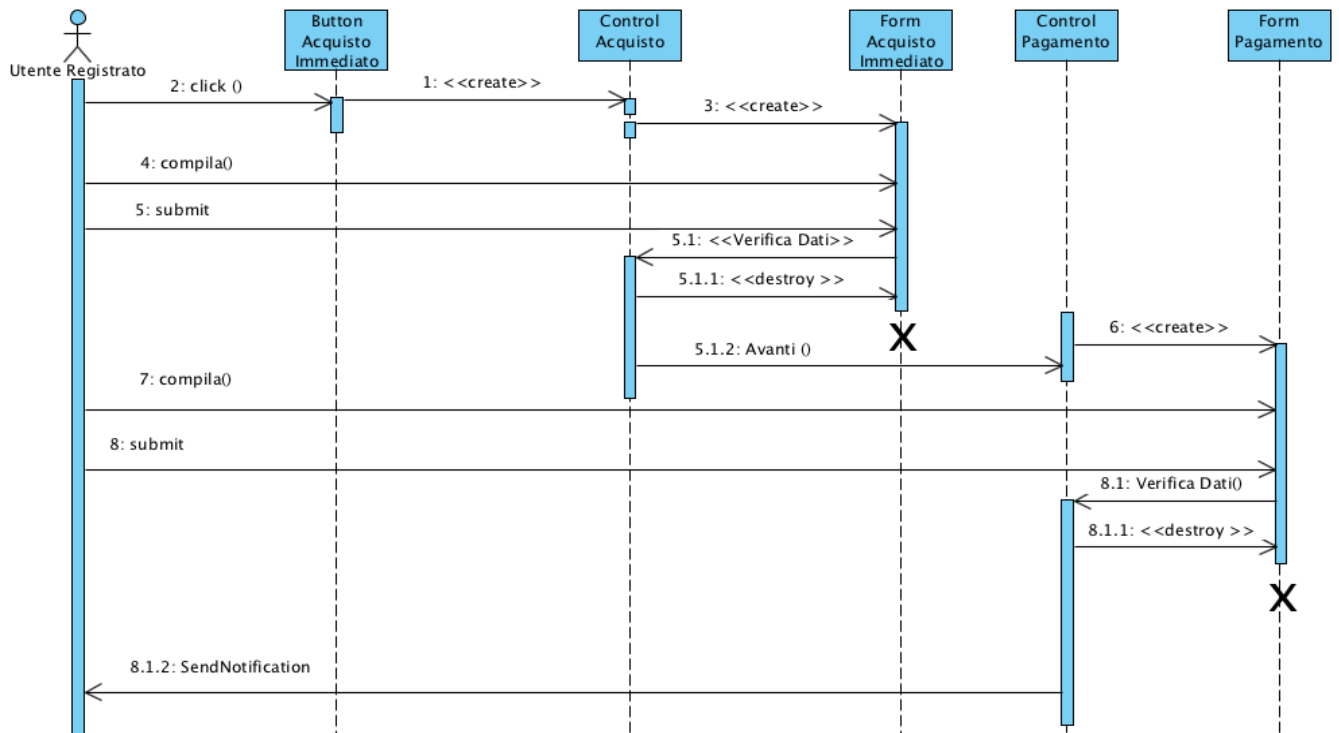 Utente Registrato
Button
Acquisto
Immediato
Control
Acquisto
Form
Acquisto
Immediato
Control
Pagamento
Form
Pagamento
2: click ()
1: <<create>>
3: <<create>>
4: compila()
5: submit
5.1: <<Verifica Dati>>
5.1.1: <<destroy >>
6: <<create>>
5.1.2: Avanti ()
7: compila()
8: submit
8.1: Verifica Dati()
8.1.1: <<destroy >>
8.1.2: SendNotification